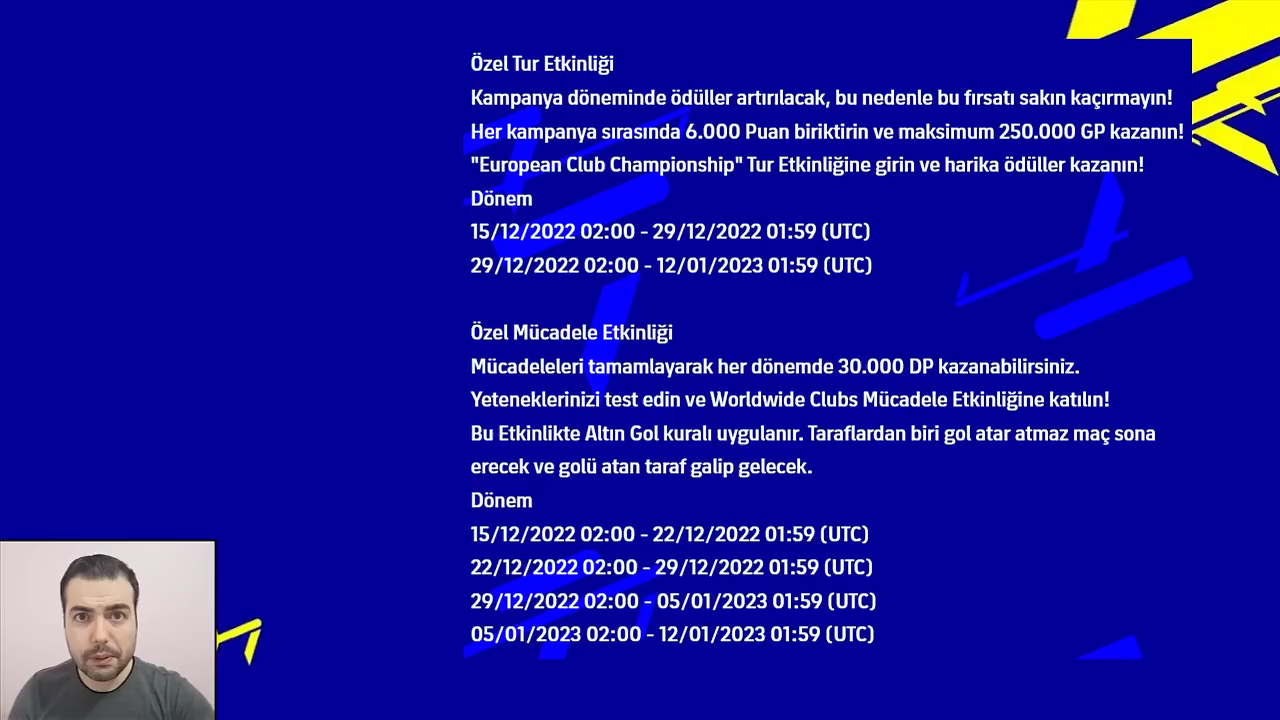 Özel Tur Etkinliği
Kampanya döneminde ödüller artırılacak, bu nedenle bu fırsatı sakın kaçırmayın!
Her kampanya sırasında 6.000 Puan biriktirin ve maksimum 250.000 GP kazanın!
"European Club Championship" Tur Etkinliğine girin ve harika ödüller kazanın!
Dönem
15/12/2022 02:00 - 29/12/2022 01:59 (UTC)
29/12/2022 02:00 - 12/01/2023 01:59 (UTC)
Özel Mücadele Etkinliği
Mücadeleleri tamamlayarak her dönemde 30.000 DP kazanabilirsiniz.
Yeteneklerinizi test edin ve Worldwide Clubs Mücadele Etkinliğine katılın!
Bu Etkinlikte Altın Gol kuralı uygulanır. Taraflardan biri gol atar atmaz maç sona
erecek ve golü atan taraf galip gelecek.
Dönem
15/12/2022 02:00 - 22/12/2022 01:59 (UTC)
22/12/2022 02:00 - 29/12/2022 01:59 (UTC)
29/12/2022 02:00 - 05/01/2023 01:59 (UTC)
05/01/2023 02:00 - 12/01/2023 01:59 (UTC)